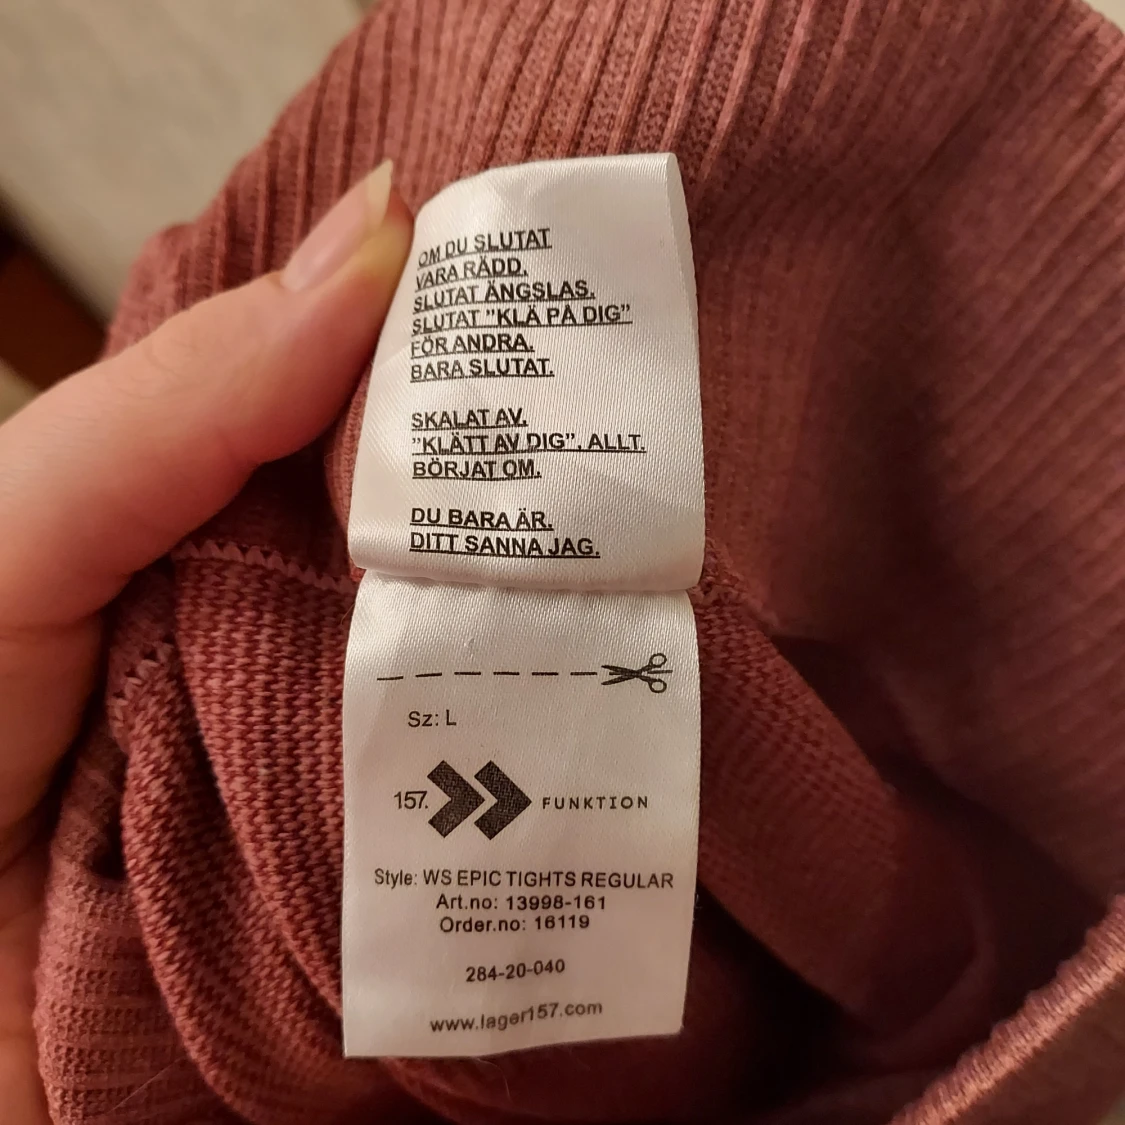 OM DU SLUTAT
VARA RÄDD.
SLUTAT ÄNGSLAS.
SLUTAT "KLÄ PÅ DIG"
FÖR ANDRA.
BARA SLUTAT.
SKALAT AV.
"KLÄTT AV DIG". ALLT.
BÖRJAT OM.
DU BARA ÄR.
DITT SANNA JAG.
Sz: L
157. FUNKTION
Style: WS EPIC TIGHTS REGULAR
Art.no: 13998-161
Order.no: 16119
284-20-040
www.lager157.com